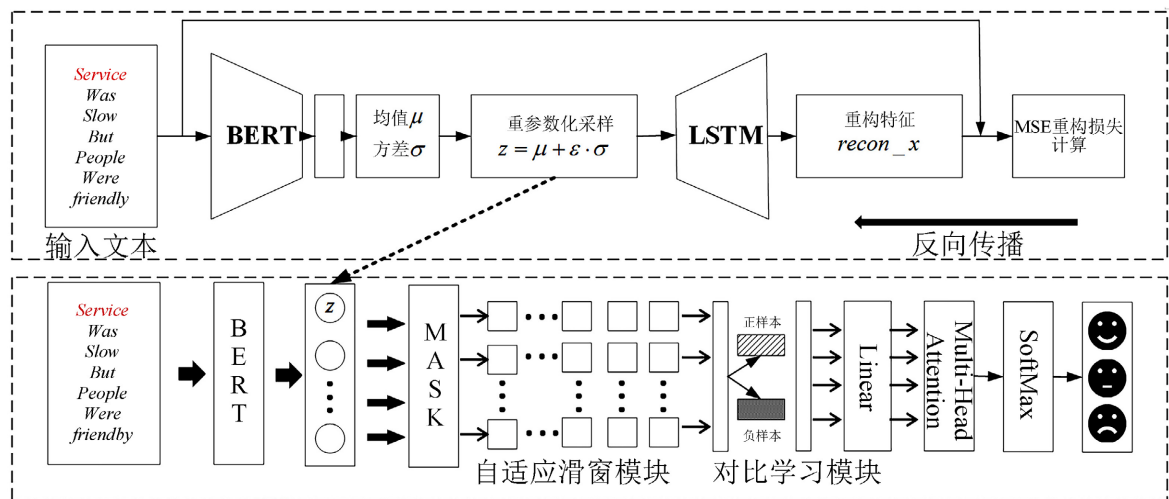 Service
Was
Slow
But
People
Were
friendly
输入文本
BERT
均值μ
方差σ
重参数化采样
z = μ + ε · σ
LSTM
重构特征
recon _ x
MSE重构损失
计算
反向传播
Service
Was
Slow
But
People
Were
friendby
BERT
z
MASK
自适应滑窗模块
正样本
负样本
对比学习模块
Linear
Multi-Head
Attention
SoftMax